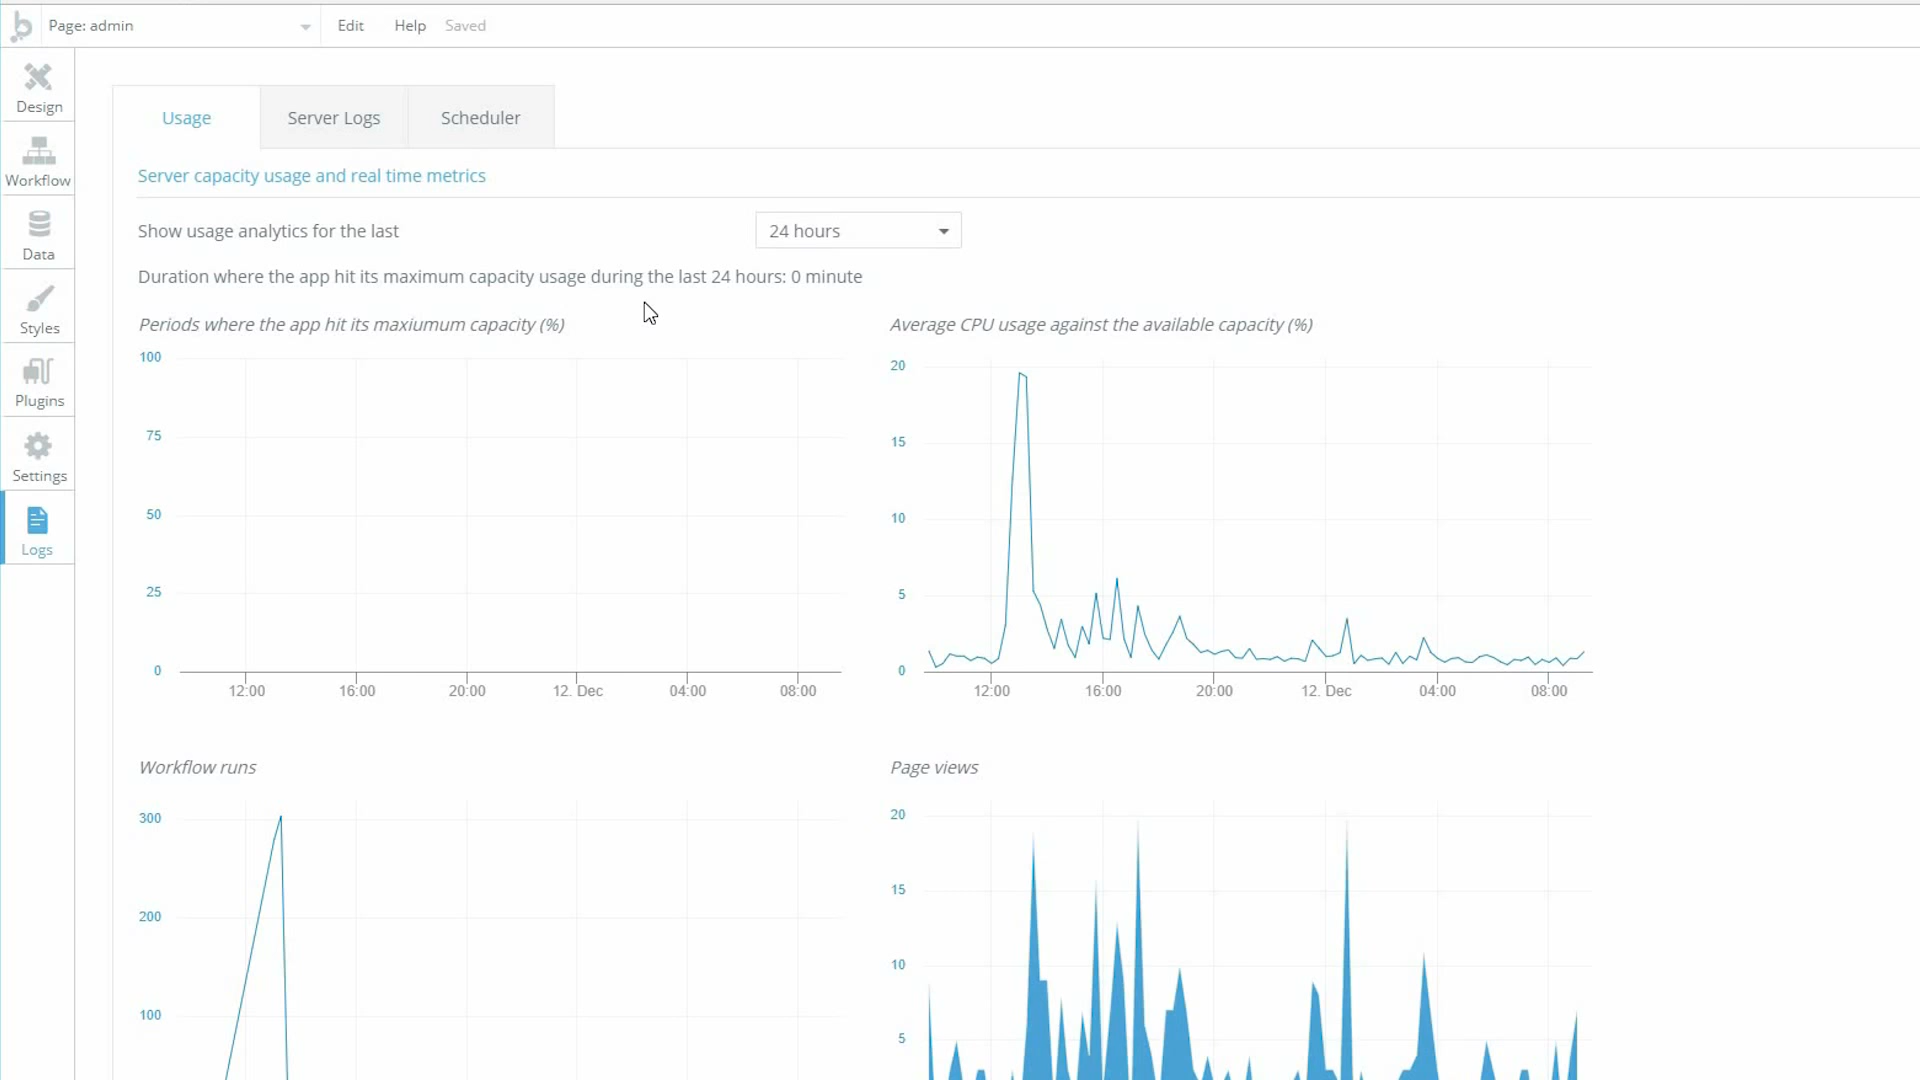 Page: admin
Edit
Help
Saved
Design
Workflow
Data
Styles
Plugins
Settings
Logs
Usage
Server Logs
Scheduler
Server capacity usage and real time metrics
Show usage analytics for the last
24 hours
Duration where the app hit its maximum capacity usage during the last 24 hours: 0 minute
Periods where the app hit its maxiumum capacity (%)
100
75
50
25
0
12:00
16:00
20:00
12. Dec
04:00
08:00
Average CPU usage against the available capacity (%)
20
15
10
5
0
12:00
16:00
20:00
12. Dec
04:00
08:00
Workflow runs
300
200
100
Page views
20
15
10
5